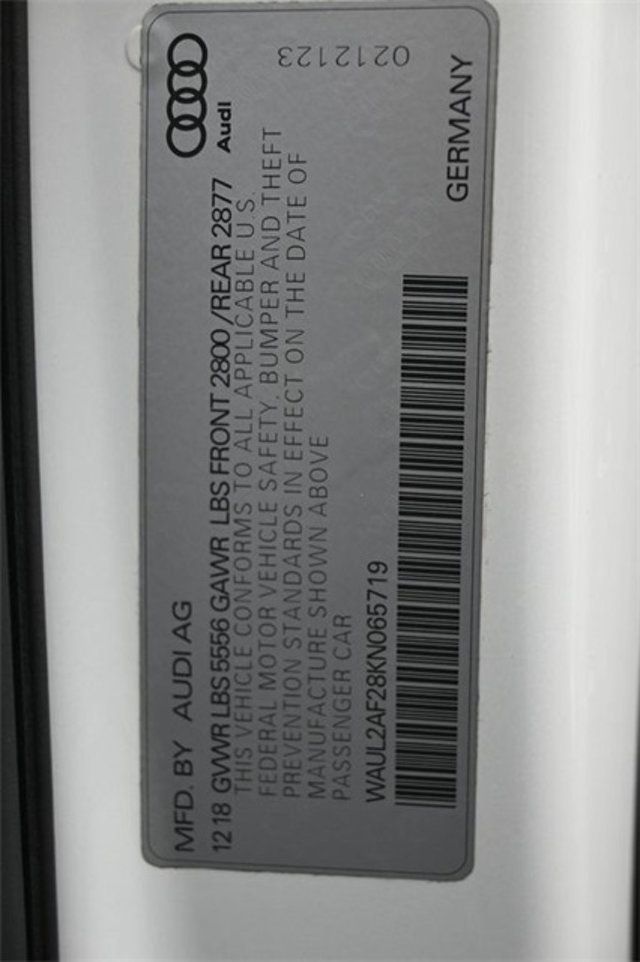 MFD. BY AUDI AG
Audi
1218 GVWR LBS 5556 GAWR LBS FRONT 2800/REAR 2877
THIS VEHICLE CONFORMS TO ALL APPLICABLE U.S.
FEDERAL MOTOR VEHICLE SAFETY, BUMPER AND THEFT
PREVENTION STANDARDS IN EFFECT ON THE DATE OF
MANUFACTURE SHOWN ABOVE
0212123
PASSENGER CAR
WAUL2AF28KN065719
GERMANY